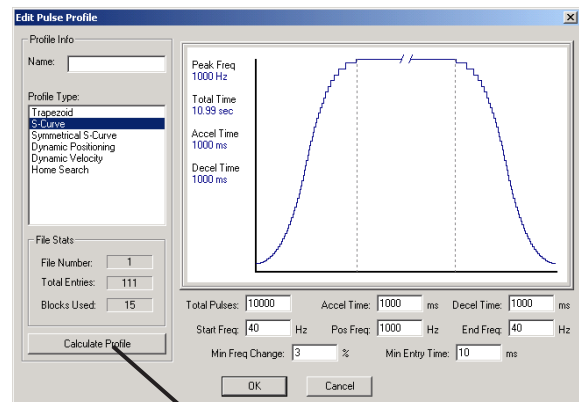 Edit Pulse Profile
Profile Info
Name:
Profile Type:
Trapezoid
S-Curve
Symmetrical S-Curve
Dynamic Positioning
Dynamic Velocity
Home Search
File Stats
File Number: 1
Total Entries: 111
Blocks Used: 15
Calculate Profile
Peak Freq
1000 Hz
Total Time
10.99 sec
Accel Time
1000 ms
Decel Time
1000 ms
Total Pulses: 10000 Accel Time: 1000 ms Decel Time: 1000 ms
Start Freq: 40 Hz Pos Freq: 1000 Hz End Freq: 40 Hz
Min Freq Change: 3 % Min Entry Time: 10 ms
OK Cancel